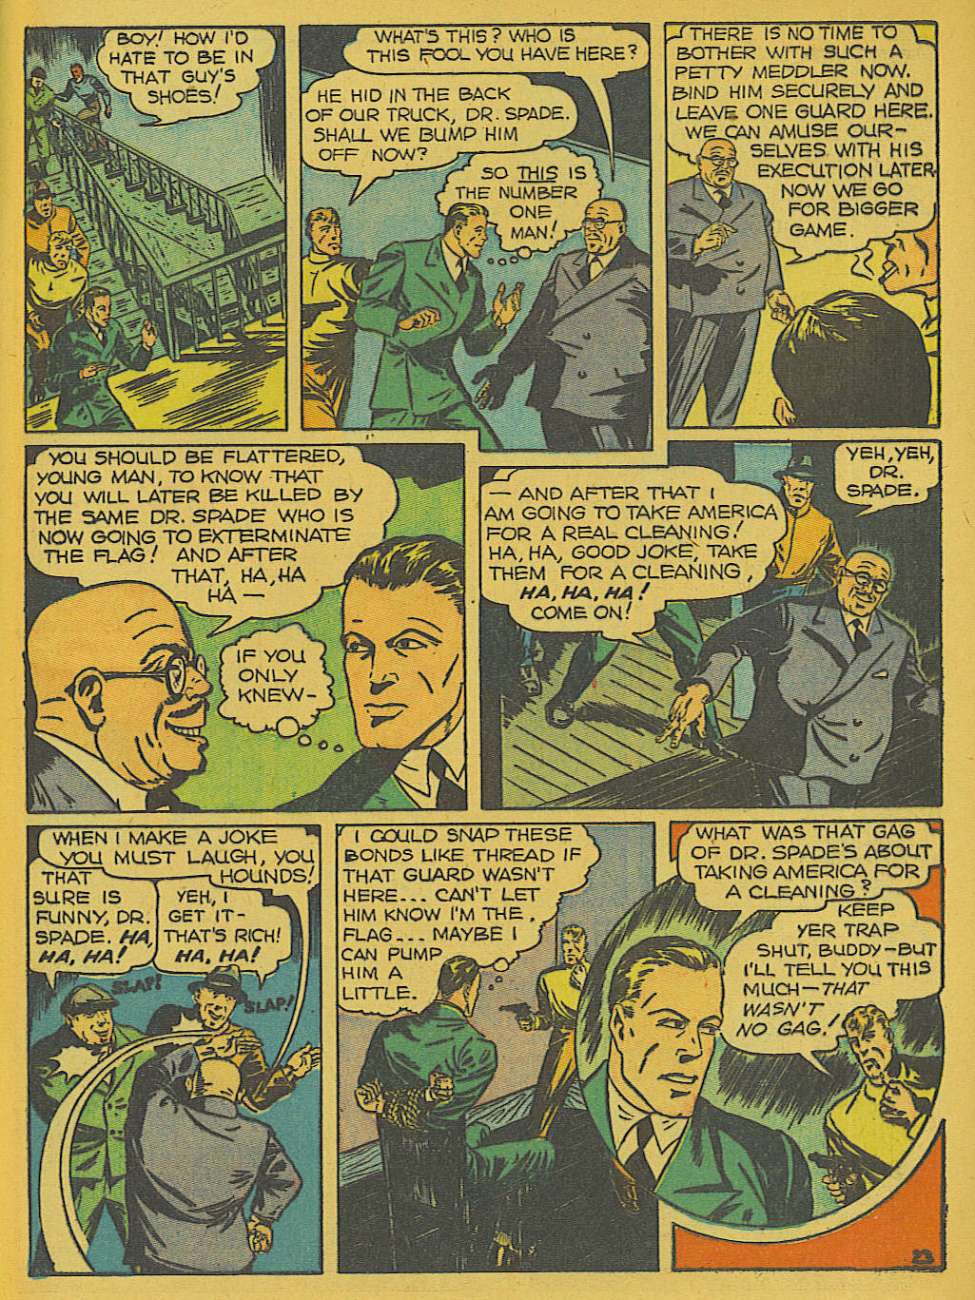 BOY! HOW I'D
HATE TO BE IN
THAT GUY'S
SHOES!
WHAT'S THIS? WHO IS
THIS FOOL YOU HAVE HERE?
HE HID IN THE BACK
OF OUR TRUCK, DR. SPADE.
SHALL WE BUMP HIM
OFF NOW?
SO THIS IS
THE NUMBER
ONE
MAN!
THERE IS NO TIME TO
BOTHER WITH SUCH A
PETTY MEDDLER NOW.
BIND HIM SECURELY AND
LEAVE ONE GUARD HERE.
WE CAN AMUSE OUR-
SELVES WITH HIS
EXECUTION LATER
NOW WE GO
FOR BIGGER
GAME.
YOU SHOULD BE FLATTERED,
YOUNG MAN, TO KNOW THAT
YOU WILL LATER BE KILLED BY
THE SAME DR. SPADE WHO IS
NOW GOING TO EXTERMINATE
THE FLAG! AND AFTER
THAT, HA, HA
HA —
IF YOU
ONLY
KNEW-
— AND AFTER THAT I
AM GOING TO TAKE AMERICA
FOR A REAL CLEANING!
HA, HA, GOOD JOKE, TAKE
THEM FOR A CLEANING,
HA, HA, HA!
COME ON!
YEH, YEH,
DR.
SPADE.
WHEN I MAKE A JOKE
YOU MUST LAUGH, YOU
HOUNDS!
THAT
SURE IS
FUNNY, DR.
SPADE. HA,
HA, HA!
YEH, I
GET IT-
THAT'S RICH!
HA, HA!
SLAP!
SLAP!
I COULD SNAP THESE
BONDS LIKE THREAD IF
THAT GUARD WASN'T
HERE... CAN'T LET
HIM KNOW I'M THE
FLAG... MAYBE I
CAN PUMP
HIM A
LITTLE.
WHAT WAS THAT GAG
OF DR. SPADE'S ABOUT
TAKING AMERICA FOR
A CLEANING?
KEEP
YER TRAP
SHUT, BUDDY—BUT
I'LL TELL YOU THIS
MUCH—THAT
WASN'T
NO GAG!
23